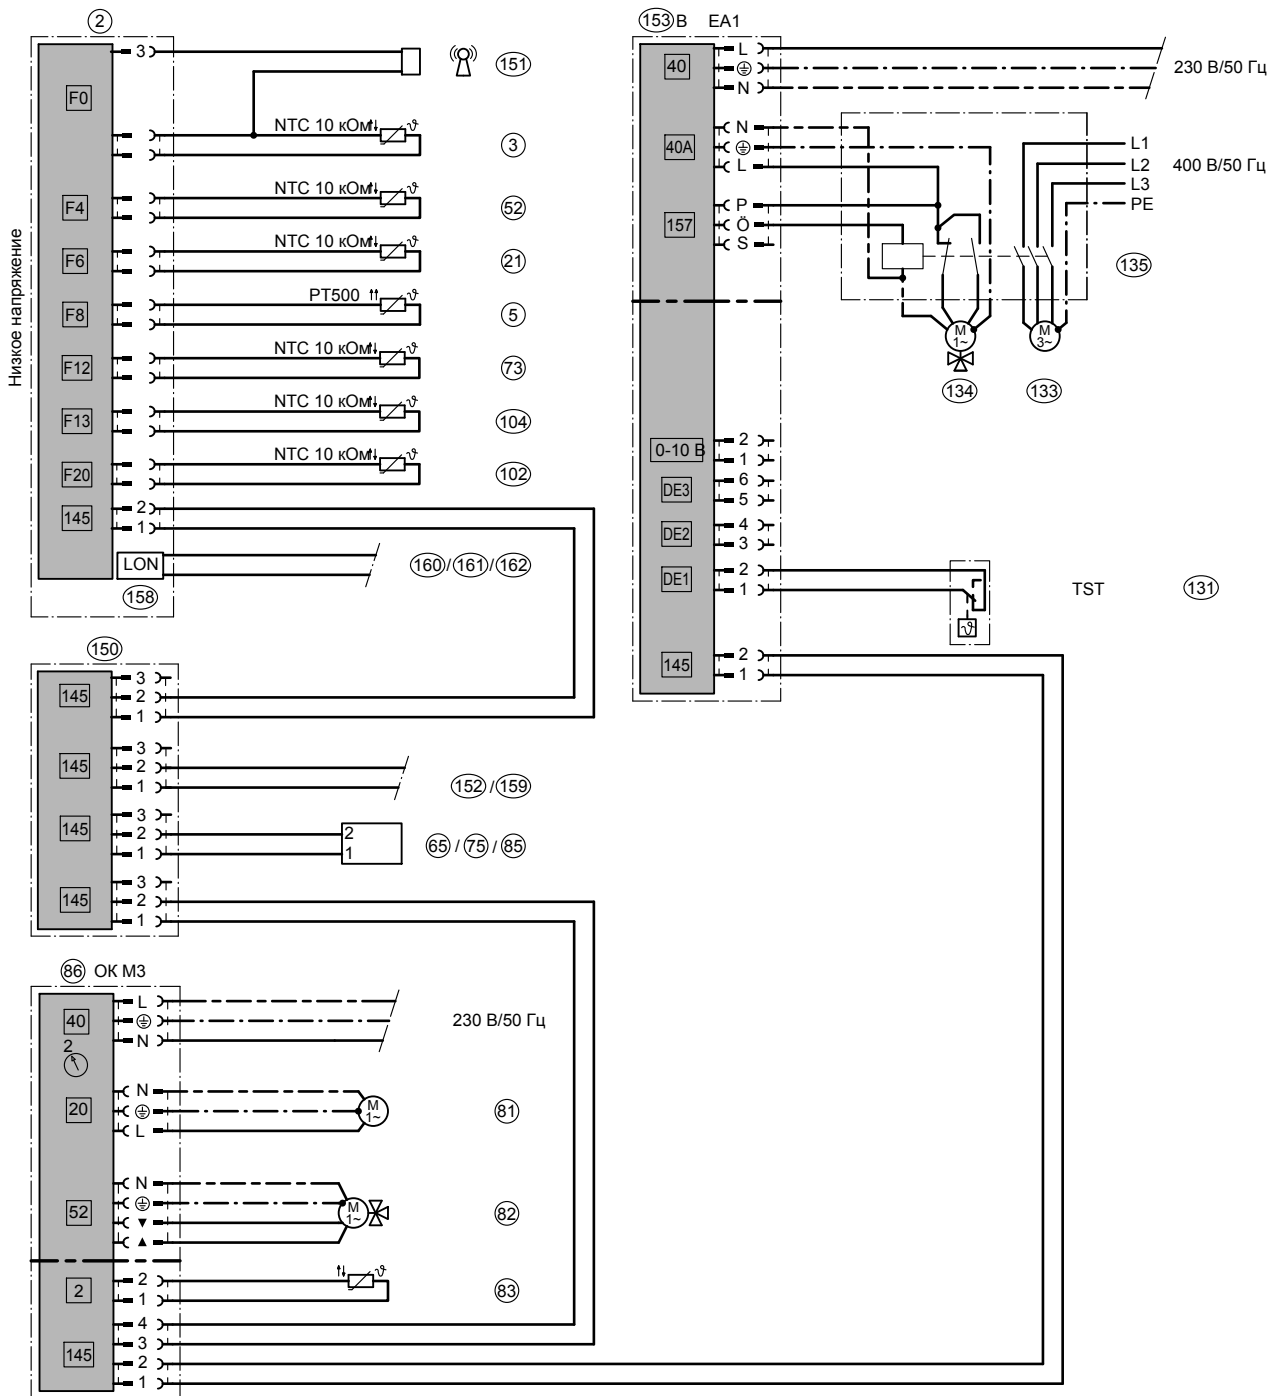 2
3
151
F0
NTC 10 кОм ϑ
3
F4
NTC 10 кОм ϑ
52
F6
NTC 10 кОм ϑ
21
F8
PT500 ϑ
5
F12
NTC 10 кОм ϑ
73
F13
NTC 10 кОм ϑ
104
F20
NTC 10 кОм ϑ
102
145
2
1
LON
160 / 161 / 162
158
Низкое напряжение
150
145
3
2
1
145
3
2
1
152 / 159
145
3
2
1
2
1
65 / 75 / 85
145
3
2
1
86 ОК М3
40
L
N
230 В/50 Гц
2
20
N
L
M
1~
81
52
N
▼
▲
M
1~
82
2
2
1
ϑ
83
145
4
3
2
1
153 В EA1
40
L
N
230 В/50 Гц
40A
N
L
L1
L2
L3
PE
400 В/50 Гц
157
P
Ö
S
135
M
1~
M
3~
134
133
0-10 В
2
1
DE3
6
5
DE2
4
3
DE1
2
1
ϑ
TST
131
145
2
1